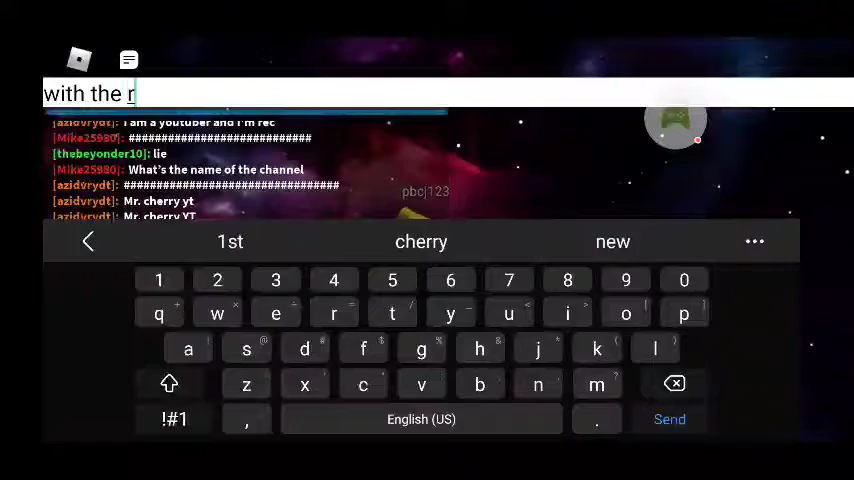 with the r
[azidvrydt]: I am a youtuber and I'm rec
[Mike25980]: ############################
[thebeyonder10]: lie
[Mike25980]: What's the name of the channel
[azidvrydt]: #################################
pbcj123
[azidvrydt]: Mr. cherry yt
[azidvrydt]: Mr. cherry YT
1st cherry new
1 2 3 4 5 6 7 8 9 0
q w e r t y u i o p
a s d f g h j k l
z x c v b n m
!#1 , English (US) . Send